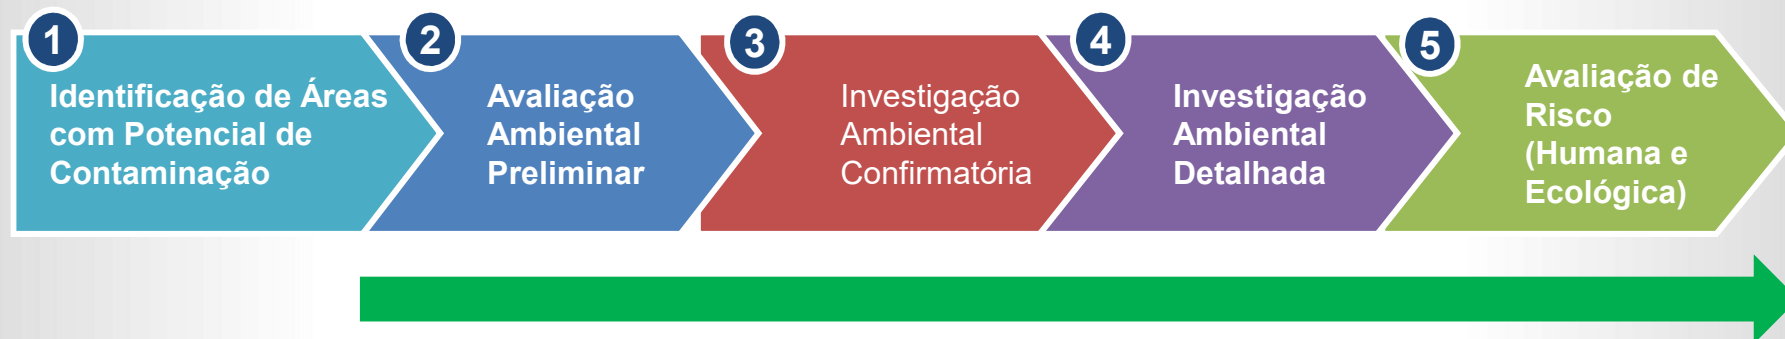 1
Identificação de Áreas
com Potencial de
Contaminação
2
Avaliação
Ambiental
Preliminar
3
Investigação
Ambiental
Confirmatória
4
Investigação
Ambiental
Detalhada
5
Avaliação de
Risco
(Humana e
Ecológica)